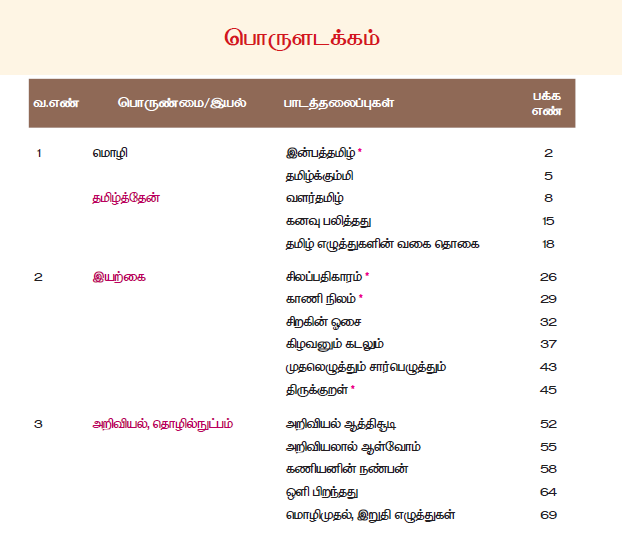 பொருளடக்கம்
வ.எண் பொருண்மை/இயல் பாடத்தலைப்புகள் பக்க எண்
1 மொழி இன்பத்தமிழ் * 2
தமிழ்க்கும்மி 5
தமிழ்த்தேன் வளர்தமிழ் 8
கனவு பலித்தது 15
தமிழ் எழுத்துகளின் வகை தொகை 18
2 இயற்கை சிலப்பதிகாரம் * 26
காணி நிலம் * 29
சிறகின் ஓசை 32
கிழவனும் கடலும் 37
முதலெழுத்தும் சார்பெழுத்தும் 43
திருக்குறள் * 45
3 அறிவியல், தொழில்நுட்பம் அறிவியல் ஆத்திசூடி 52
அறிவியலால் ஆள்வோம் 55
கணியனின் நண்பன் 58
ஒளி பிறந்தது 64
மொழிமுதல், இறுதி எழுத்துகள் 69